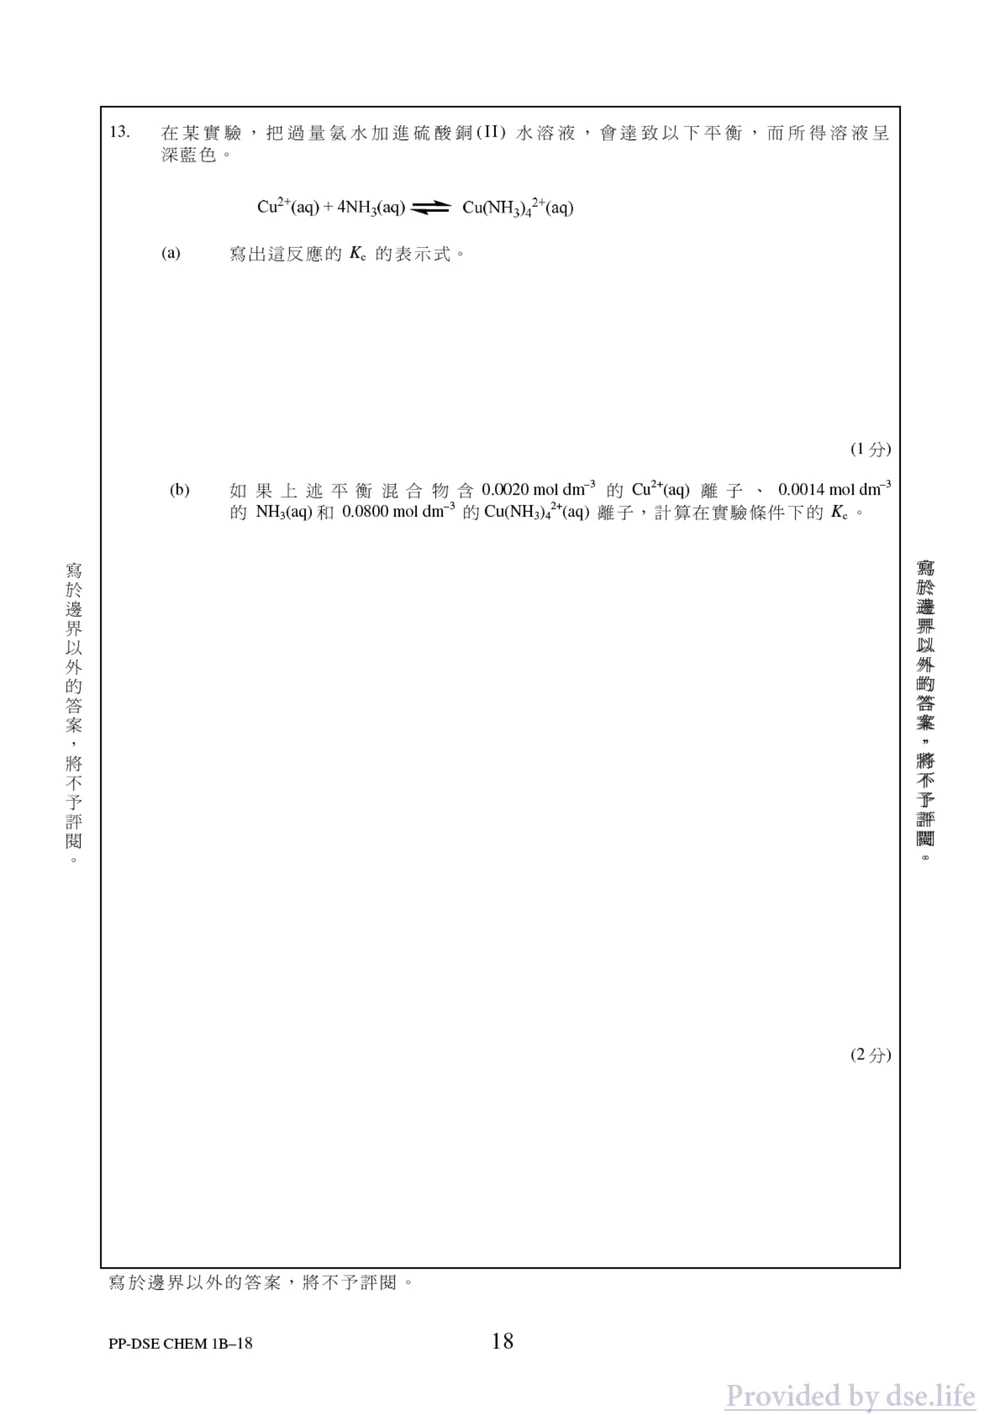 13. 在某實驗，把過量氨水加進硫酸銅(II) 水溶液，會達致以下平衡，而所得溶液呈
深藍色。
Cu²⁺(aq) + 4NH₃(aq) ⇌ Cu(NH₃)₄²⁺(aq)
(a) 寫出這反應的 K꜀ 的表示式。
(1 分)
(b) 如果上述平衡混合物含 0.0020 mol dm⁻³ 的 Cu²⁺(aq) 離子、 0.0014 mol dm⁻³
的 NH₃(aq) 和 0.0800 mol dm⁻³ 的 Cu(NH₃)₄²⁺(aq) 離子，計算在實驗條件下的 K꜀ 。
(2 分)
寫於邊界以外的答案，將不予評閱。
寫於邊界以外的答案，將不予評閱。
寫於邊界以外的答案，將不予評閱。
PP-DSE CHEM 1B–18
18
Provided by dse.life